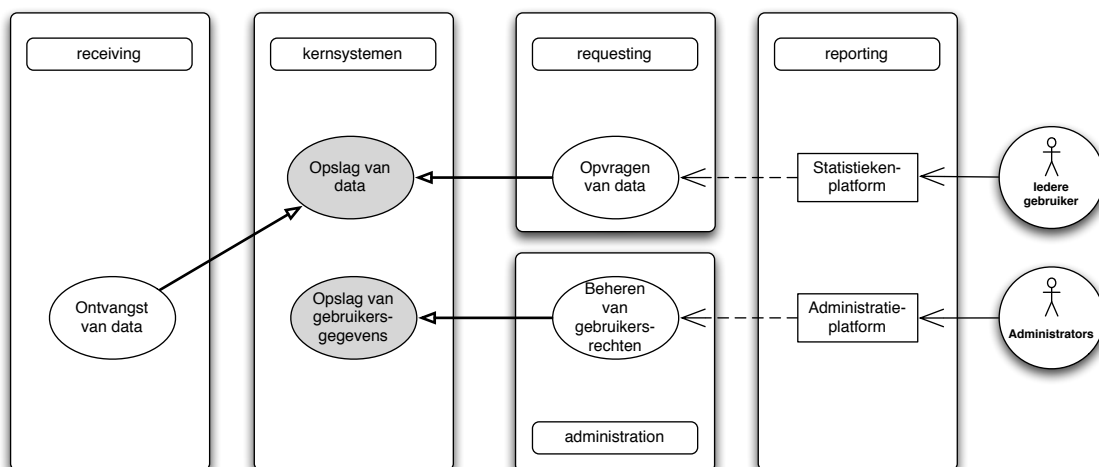 receiving
kernsystemen
requesting
reporting
Opslag van
data
Opvragen
van data
Statistieken-
platform
Iedere
gebruiker
Ontvangst
van data
Opslag van
gebruikers-
gegevens
Beheren
van
gebruikers-
rechten
Administratie-
platform
Administrators
administration